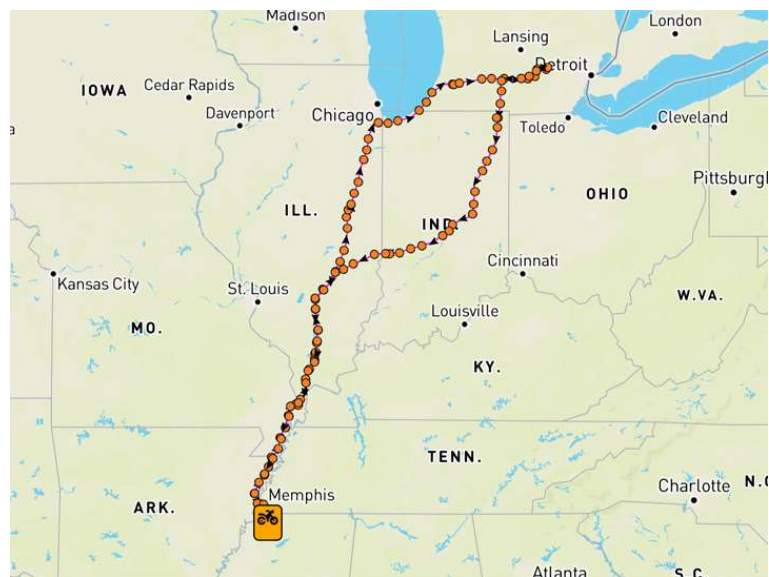 Madison
Lansing
London
IOWA
Cedar Rapids
Detroit
Davenport
Chicago
Toledo
Cleveland
a
Pittsburgh
ILL.
IND.
OHIO
Kansas City
St. Louis
Cincinnati
W.VA.
MO.
Louisville
KY.
TENN.
N.C
ARK.
Memphis
Charlotte
Atlanta
S.C.